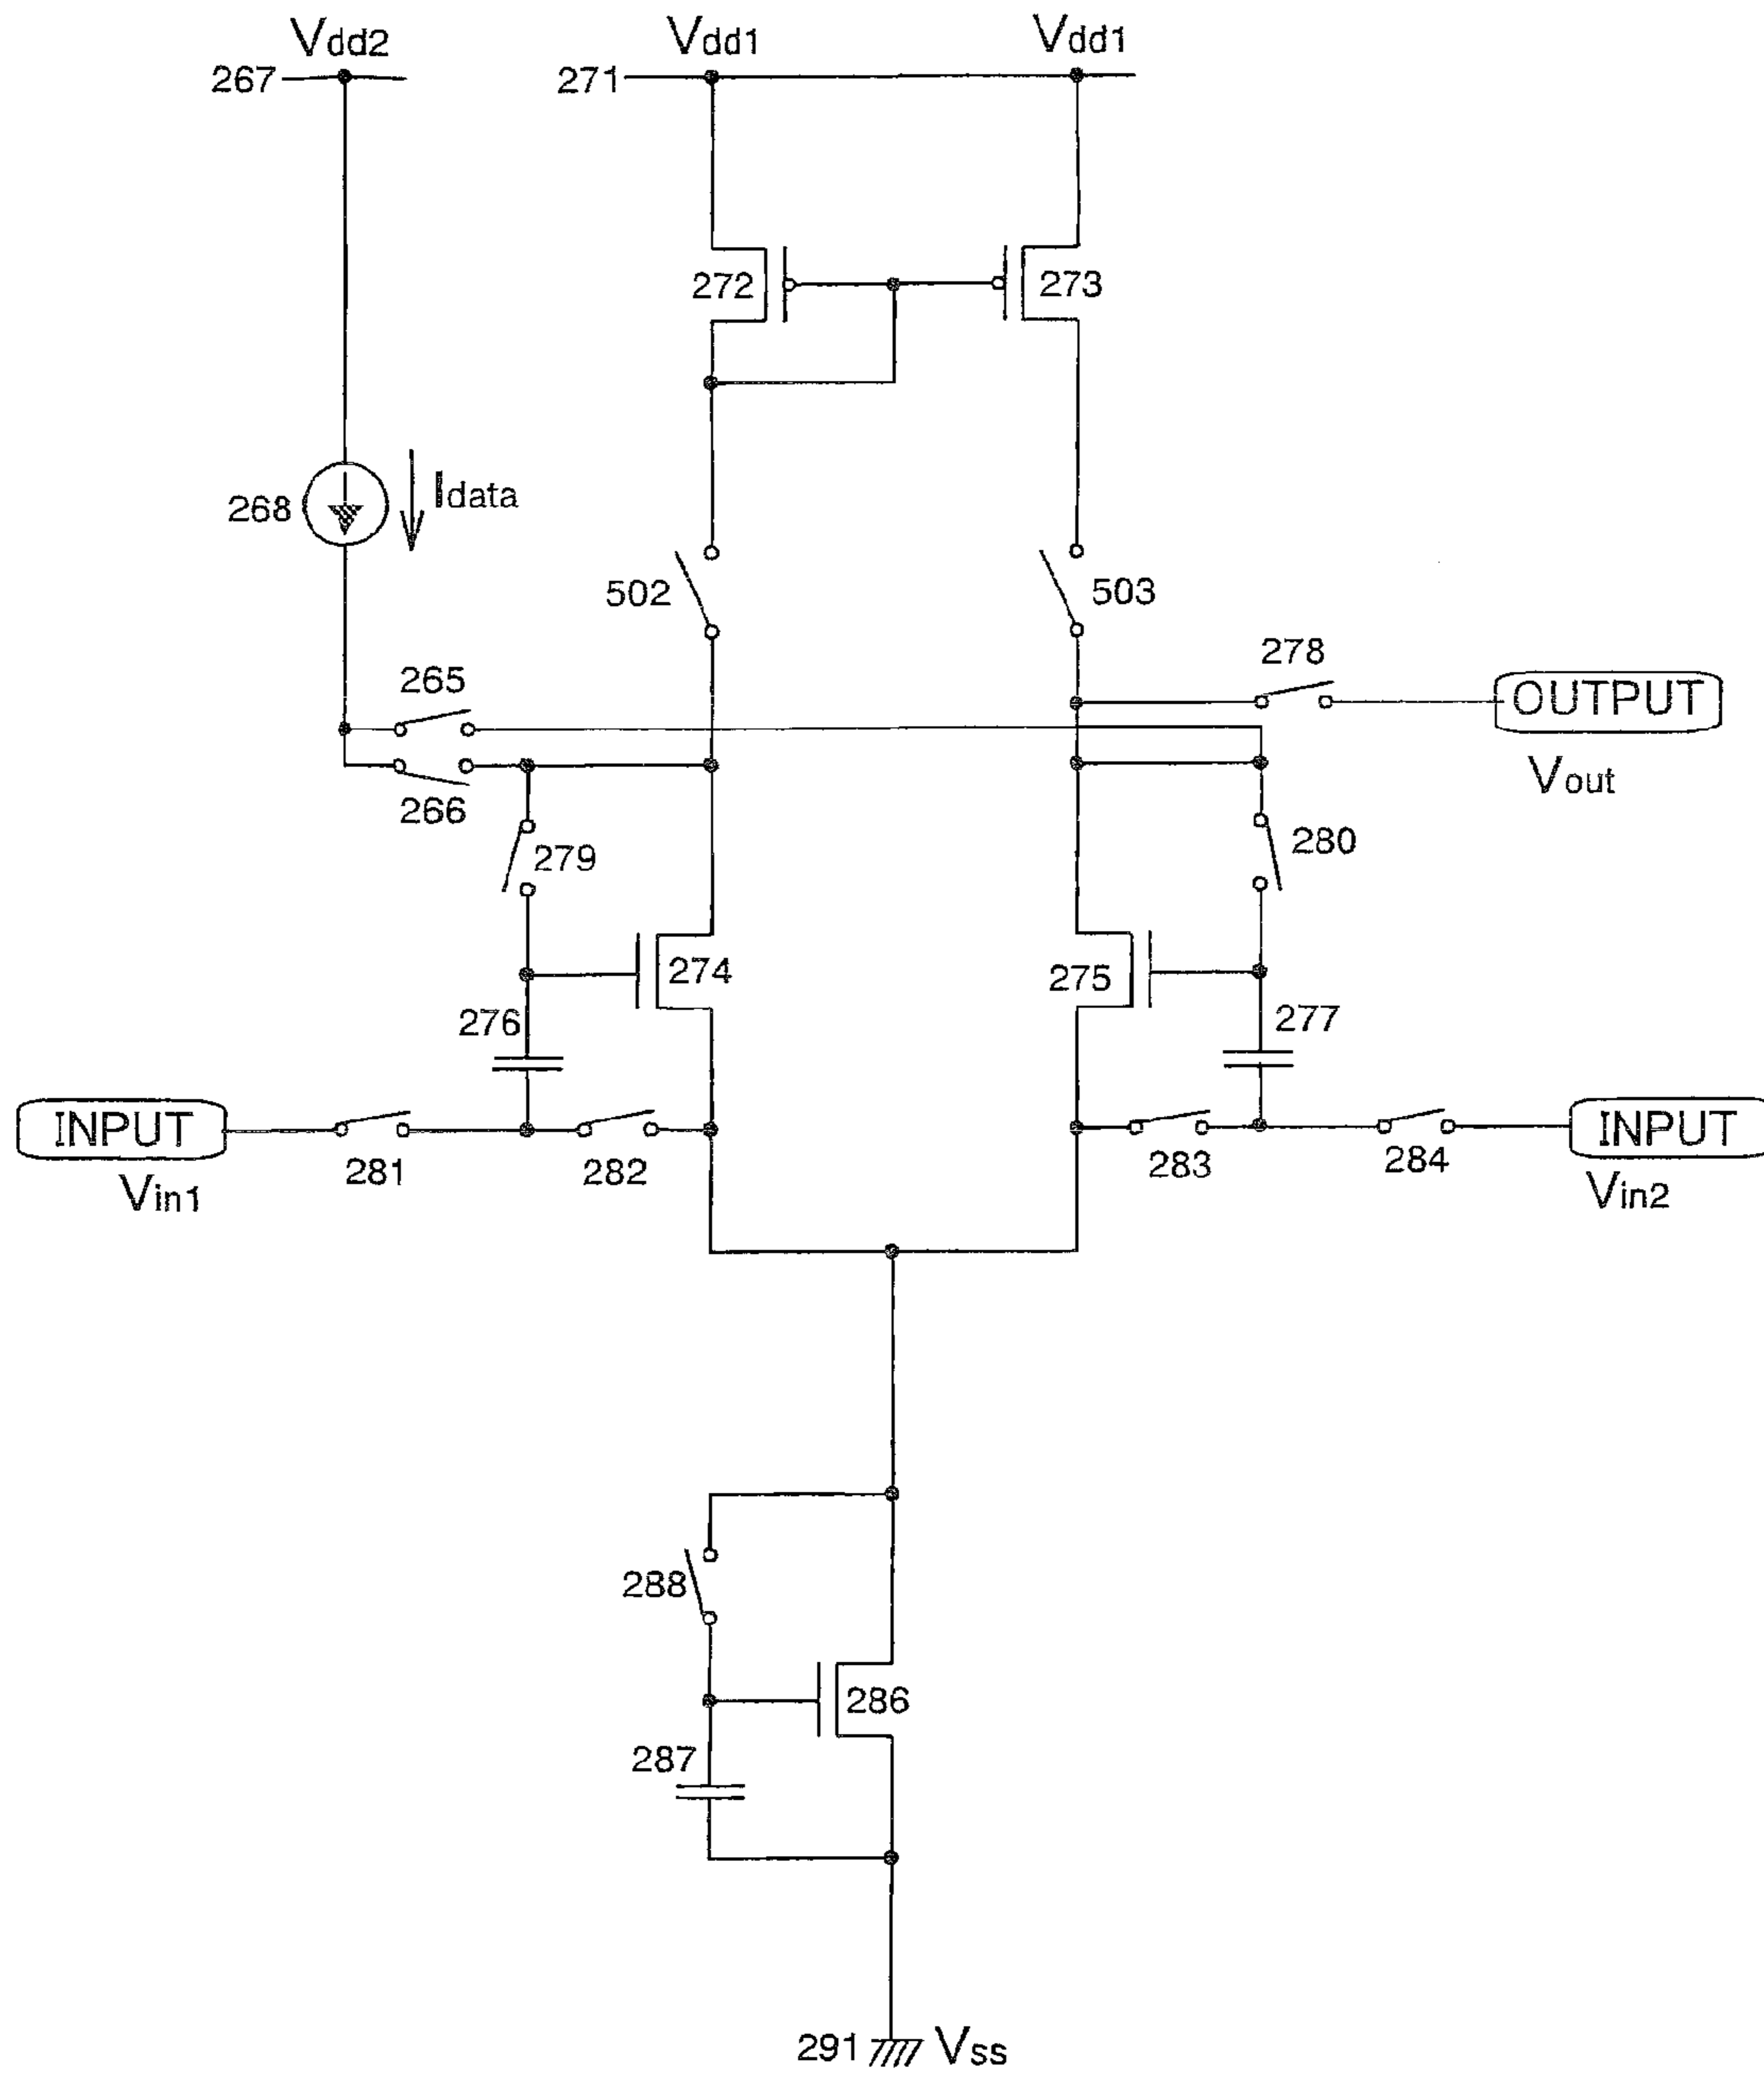 Vdd2
Vdd1
Vdd1
267
271
272
273
268
Idata
502
503
265
278
OUTPUT
Vout
266
279
280
274
275
276
277
INPUT
INPUT
281
282
283
284
Vin1
Vin2
288
286
287
291
Vss